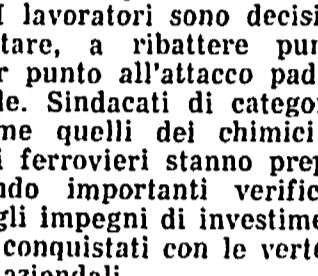 I lavoratori sono decisi
tare, a ribattere pun
r punto all'attacco pad
le. Sindacati di catego
me quelli dei chimici
i ferrovieri stanno prep
ndo importanti verific
gli impegni di investime
conquistati con le verte
aziendali